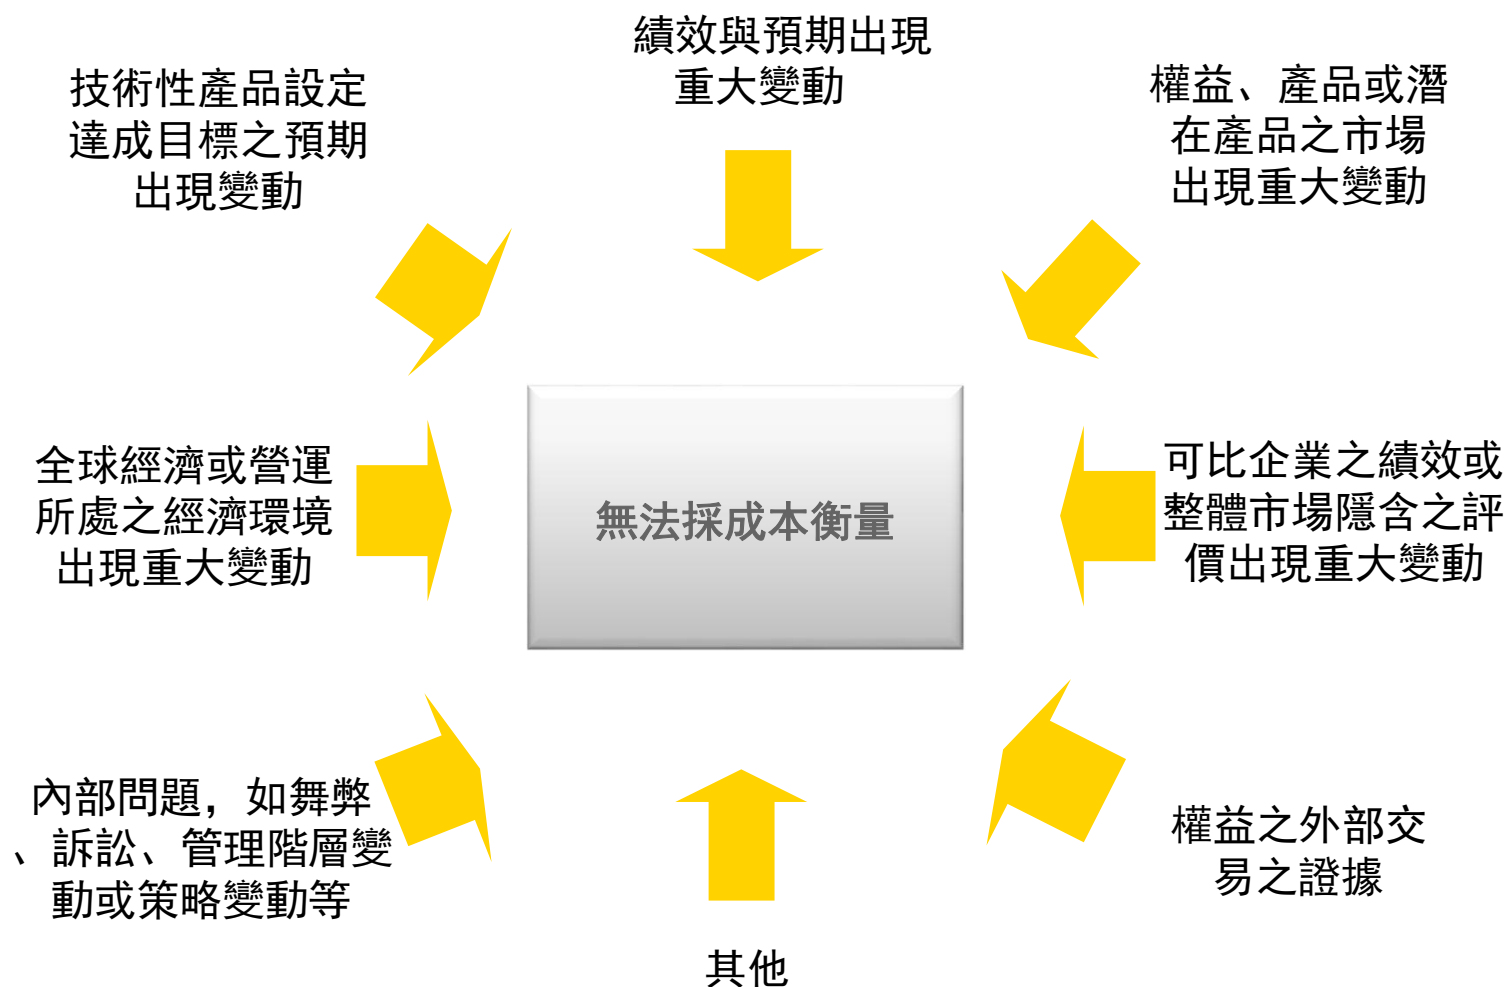 績效與預期出現
重大變動
技術性產品設定
達成目標之預期
出現變動
權益、產品或潛
在產品之市場
出現重大變動
全球經濟或營運
所處之經濟環境
出現重大變動
無法採成本衡量
可比企業之績效或
整體市場隱含之評
價出現重大變動
內部問題，如舞弊
、訴訟、管理階層變
動或策略變動等
權益之外部交
易之證據
其他